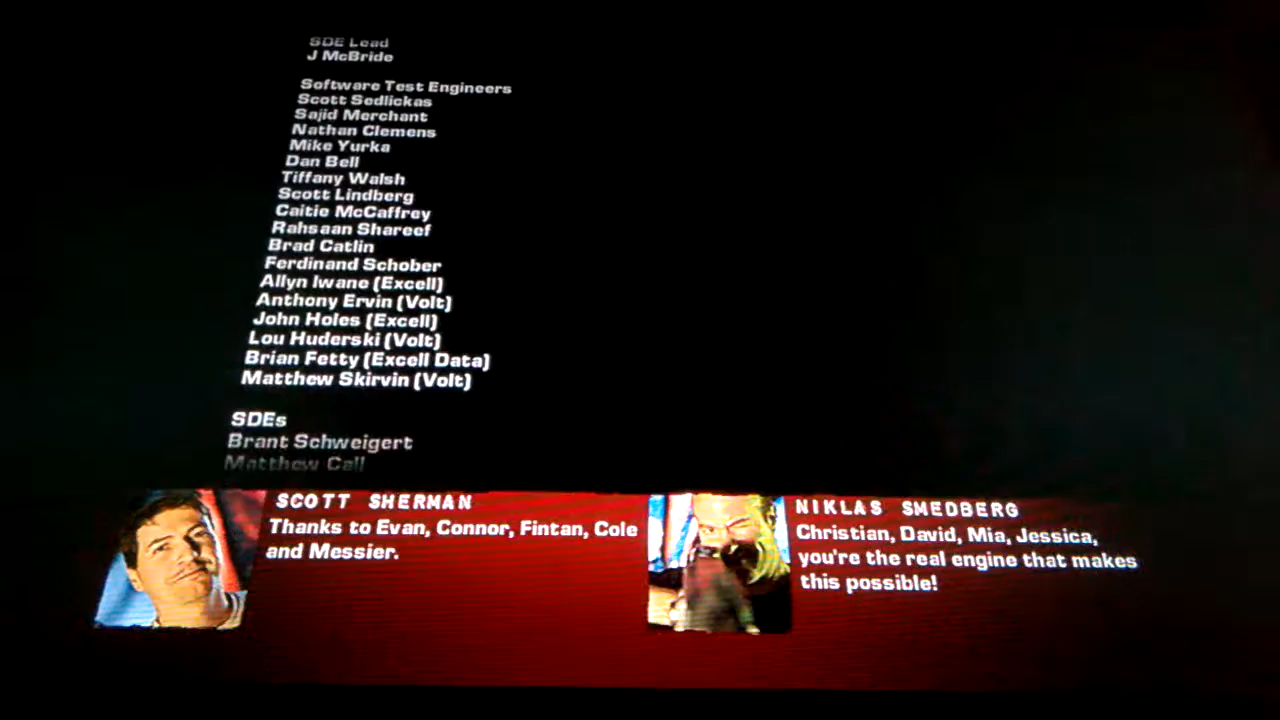 SDE Lead
J McBride
Software Test Engineers
Scott Sedlickas
Sajid Merchant
Nathan Clemens
Mike Yurka
Dan Bell
Tiffany Walsh
Scott Lindberg
Caitie McCaffrey
Rahsaan Shareef
Brad Catlin
Ferdinand Schober
Allyn Iwane (Excell)
Anthony Ervin (Volt)
John Holes (Excell)
Lou Huderski (Volt)
Brian Fetty (Excell Data)
Matthew Skirvin (Volt)
SDEs
Brant Schweigert
Matthew Call
SCOTT SHERMAN
Thanks to Evan, Connor, Fintan, Cole
and Messier.
NIKLAS SMEDBERG
Christian, David, Mia, Jessica,
you're the real engine that makes
this possible!